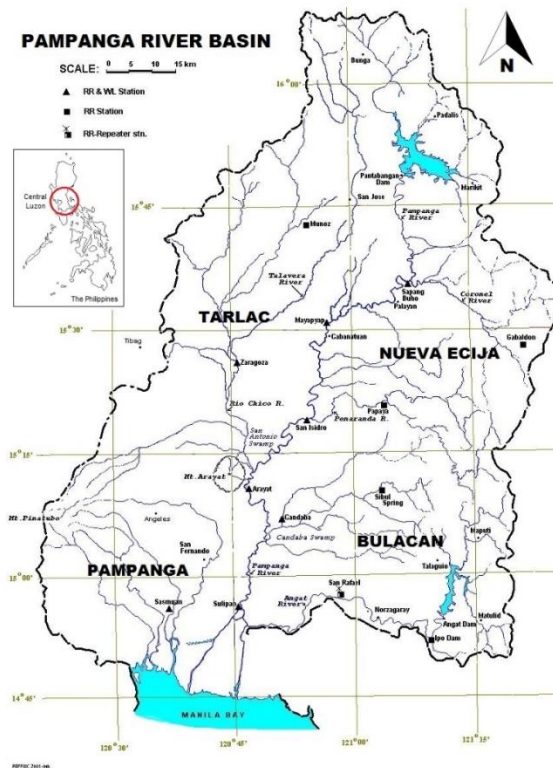 PAMPANGA RIVER BASIN
SCALE: 0 5 10 15 km
RR & WL Station
RR Station
RR-Repeater stn.
N
Central
Luzon
The Philippines
Bunga
16° 00'
Padalis
Pantabangan
Dam
Marikit
15° 45'
San Jose
Munoz
Pampanga
River
Talavera
River
Sapang
Buho
Coronel
River
Palayan
TARLAC
Mayapyap
Cabanatuan
15° 30'
Tibag
NUEVA ECIJA
Gabaldon
Zaragoza
Rio Chico R.
Papaya
Penaranda R.
San Isidro
San
Antonio
Swamp
15° 15'
Mt.Arayat
Arayat
Sibul
Spring
Mt.Pinatubo
Angeles
Candaba
Candaba Swamp
BULACAN
San
Fernando
15° 00'
PAMPANGA
Pampanga
River
Talaguio
San Rafael
Angat
River
Norzagaray
Sasmuan
Sulipan
Angat Dam
Matulid
Ipo Dam
14° 45'
MANILA BAY
120° 30'
120° 45'
121° 00'
121° 15'